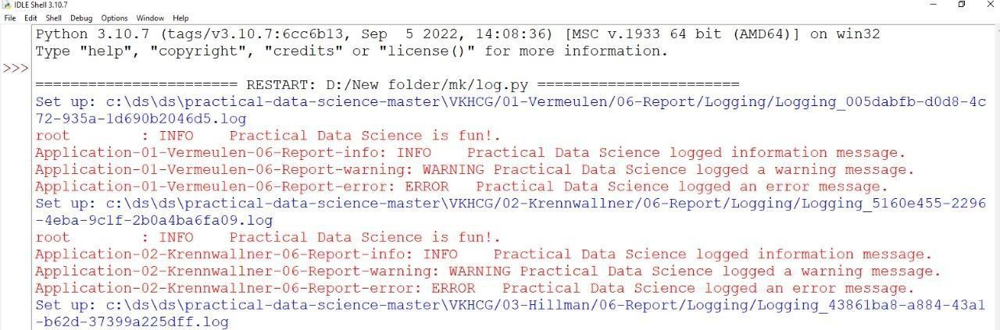 IDLE Shell 3.10.7
File Edit Shell Debug Options Window Help
Python 3.10.7 (tags/v3.10.7:6cc6b13, Sep  5 2022, 14:08:36) [MSC v.1933 64 bit (AMD64)] on win32
Type "help", "copyright", "credits" or "license()" for more information.
>>>
======================= RESTART: D:/New folder/mk/log.py =======================
Set up: c:\ds\ds\practical-data-science-master\VKHCG/01-Vermeulen/06-Report/Logging/Logging_005dabfb-d0d8-4c
72-935a-1d690b2046d5.log
root        : INFO    Practical Data Science is fun!.
Application-01-Vermeulen-06-Report-info: INFO    Practical Data Science logged information message.
Application-01-Vermeulen-06-Report-warning: WARNING Practical Data Science logged a warning message.
Application-01-Vermeulen-06-Report-error: ERROR   Practical Data Science logged an error message.
Set up: c:\ds\ds\practical-data-science-master\VKHCG/02-Krennwallner/06-Report/Logging/Logging_5160e455-2296
-4eba-9c1f-2b0a4ba6fa09.log
root        : INFO    Practical Data Science is fun!.
Application-02-Krennwallner-06-Report-info: INFO    Practical Data Science logged information message.
Application-02-Krennwallner-06-Report-warning: WARNING Practical Data Science logged a warning message.
Application-02-Krennwallner-06-Report-error: ERROR   Practical Data Science logged an error message.
Set up: c:\ds\ds\practical-data-science-master\VKHCG/03-Hillman/06-Report/Logging/Logging_43861ba8-a884-43a1
-b62d-37399a225dff.log